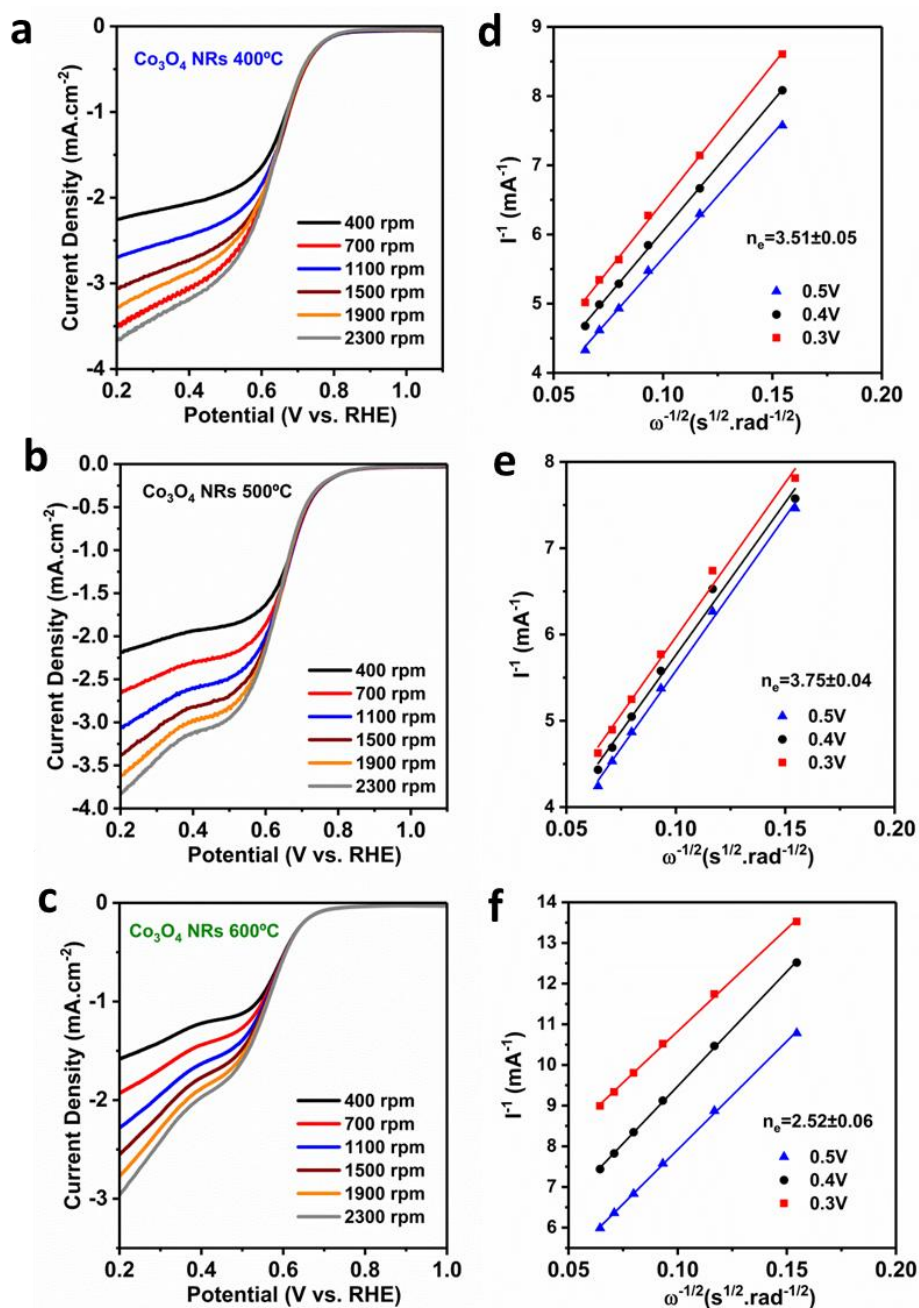 a
Co3O4 NRs 400ºC
Current Density (mA.cm-2)
0
-1
-2
-3
-4
400 rpm
700 rpm
1100 rpm
1500 rpm
1900 rpm
2300 rpm
0.2 0.4 0.6 0.8 1.0
Potential (V vs. RHE)
d
I-1 (mA-1)
9
8
7
6
5
4
ne=3.51±0.05
0.5V
0.4V
0.3V
0.05 0.10 0.15 0.20
ω-1/2(s1/2.rad-1/2)
b
Co3O4 NRs 500ºC
Current Density (mA.cm-2)
0.0
-0.5
-1.0
-1.5
-2.0
-2.5
-3.0
-3.5
-4.0
400 rpm
700 rpm
1100 rpm
1500 rpm
1900 rpm
2300 rpm
0.2 0.4 0.6 0.8 1.0
Potential (V vs. RHE)
e
I-1 (mA-1)
8
7
6
5
4
ne=3.75±0.04
0.5V
0.4V
0.3V
0.05 0.10 0.15 0.20
ω-1/2(s1/2.rad-1/2)
c
Co3O4 NRs 600ºC
Current Density (mA.cm-2)
0
-1
-2
-3
400 rpm
700 rpm
1100 rpm
1500 rpm
1900 rpm
2300 rpm
0.2 0.4 0.6 0.8 1.0
Potential (V vs. RHE)
f
I-1 (mA-1)
14
13
12
11
10
9
8
7
6
ne=2.52±0.06
0.5V
0.4V
0.3V
0.05 0.10 0.15 0.20
ω-1/2(s1/2.rad-1/2)